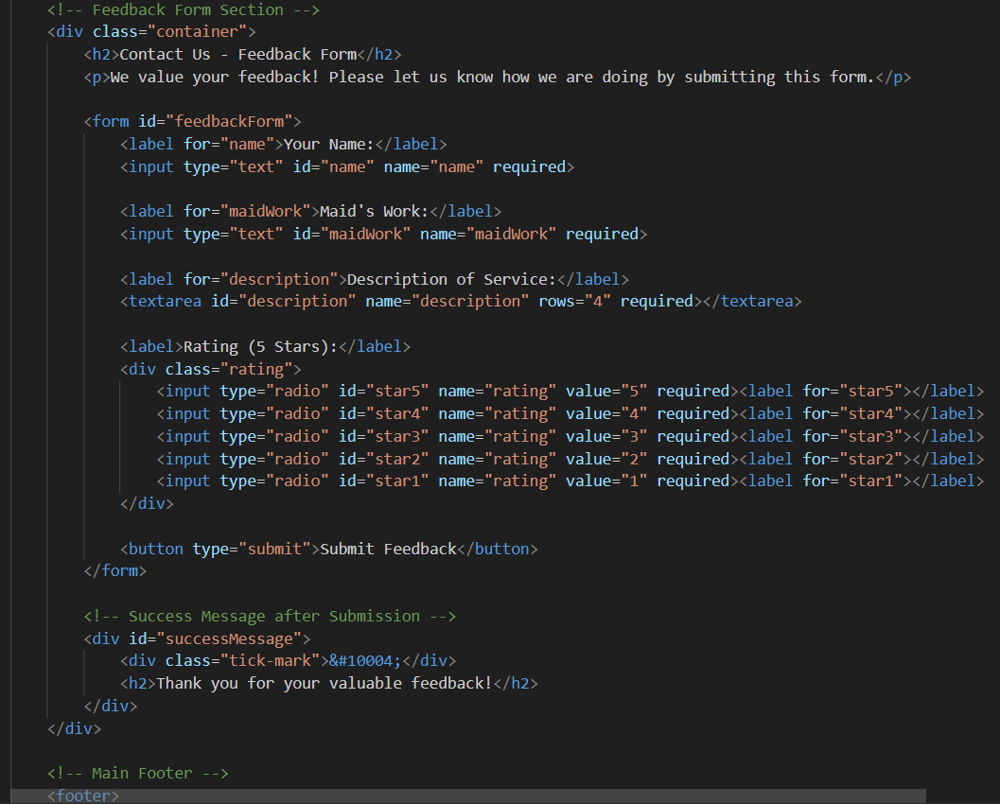 <!-- Feedback Form Section -->
<div class="container">
<h2>Contact Us - Feedback Form</h2>
<p>We value your feedback! Please let us know how we are doing by submitting this form.</p>
<form id="feedbackForm">
<label for="name">Your Name:</label>
<input type="text" id="name" name="name" required>
<label for="maidWork">Maid's Work:</label>
<input type="text" id="maidWork" name="maidWork" required>
<label for="description">Description of Service:</label>
<textarea id="description" name="description" rows="4" required></textarea>
<label>Rating (5 Stars):</label>
<div class="rating">
<input type="radio" id="star5" name="rating" value="5" required><label for="star5"></label>
<input type="radio" id="star4" name="rating" value="4" required><label for="star4"></label>
<input type="radio" id="star3" name="rating" value="3" required><label for="star3"></label>
<input type="radio" id="star2" name="rating" value="2" required><label for="star2"></label>
<input type="radio" id="star1" name="rating" value="1" required><label for="star1"></label>
</div>
<button type="submit">Submit Feedback</button>
</form>
<!-- Success Message after Submission -->
<div id="successMessage">
<div class="tick-mark">&#10004;</div>
<h2>Thank you for your valuable feedback!</h2>
</div>
</div>
<!-- Main Footer -->
<footer>